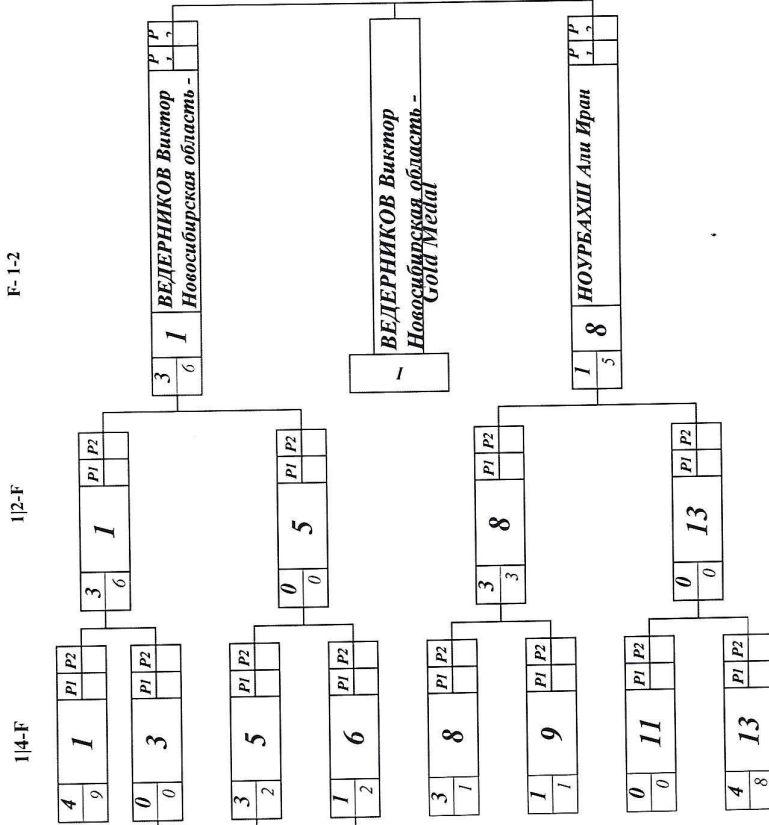 1|4-F
1|2-F
F- 1-2
4 1 P1 P2
9
0 3 P1 P2
0
3 5 P1 P2
2
1 6 P1 P2
2
3 8 P1 P2
1
1 9 P1 P2
1
0 11 P1 P2
0
4 13 P1 P2
8
3 1 P1 P2
6
0 5 P1 P2
0
3 8 P1 P2
3
0 13 P1 P2
0
3 1 ВЕДЕРНИКОВ Виктор P P
6 Новосибирская область -
I ВЕДЕРНИКОВ Виктор
Новосибирская область -
Gold Medal
1 8 НОУРБАХШ Али Иран P P
5